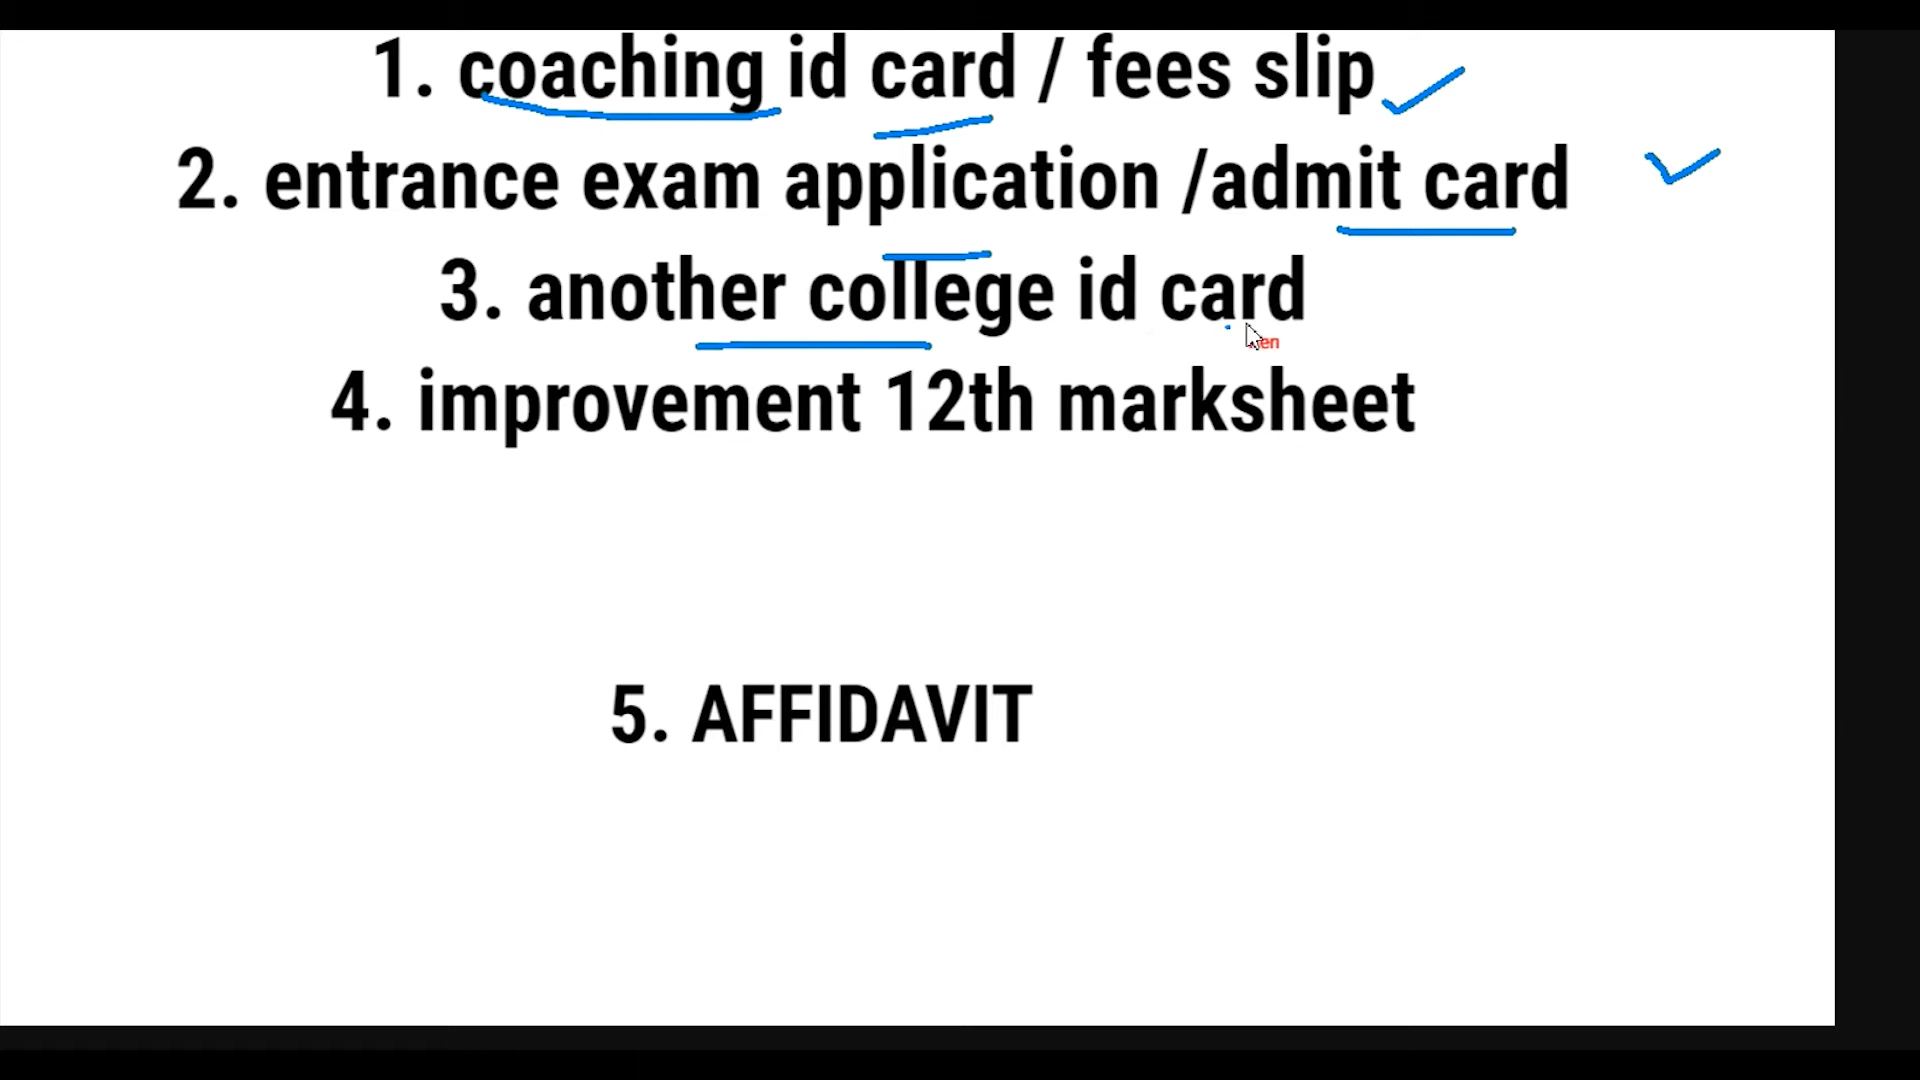 1. coaching id card / fees slip
2. entrance exam application /admit card
3. another college id card
4. improvement 12th marksheet
5. AFFIDAVIT